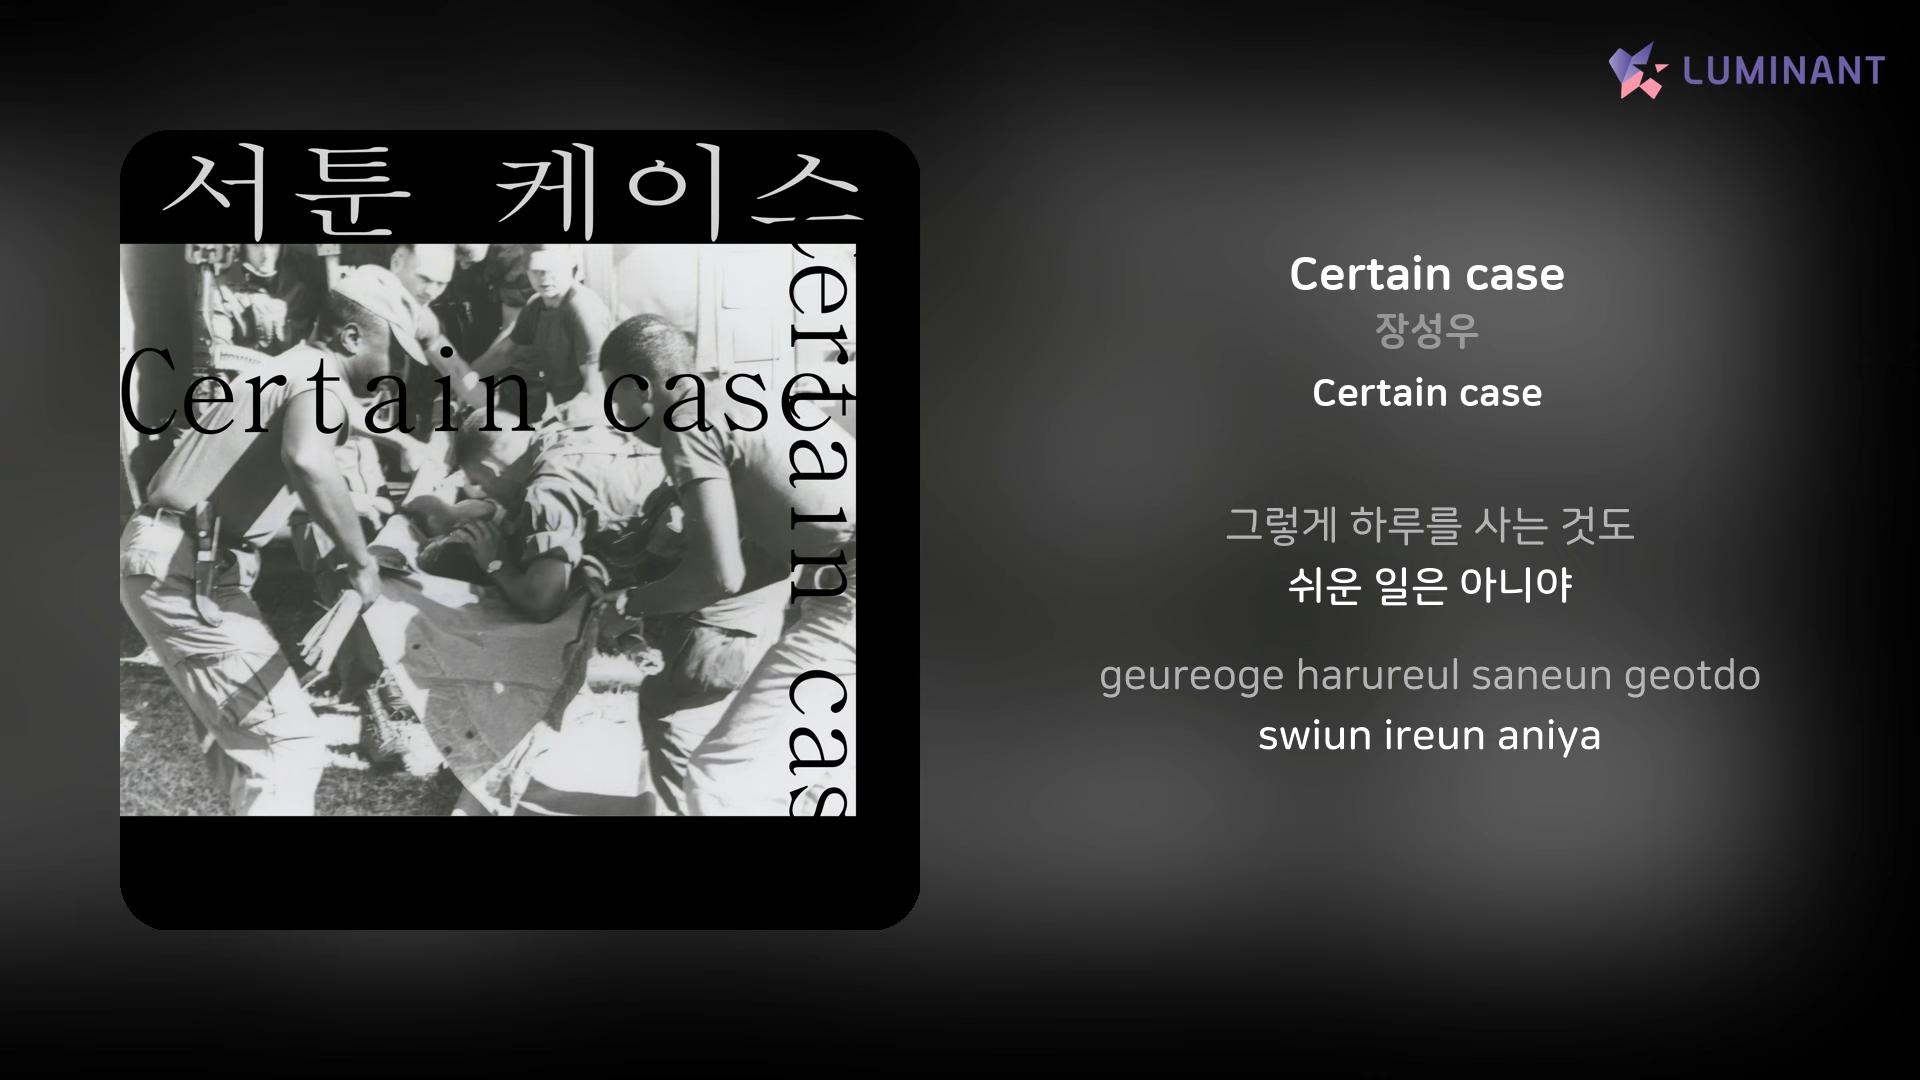 LUMINANT
서툰 케이스
Certain case
Certain cas
Certain case
장성우
Certain case
그렇게 하루를 사는 것도
쉬운 일은 아니야
geureoge harureul saneun geotdo
swiun ireun aniya